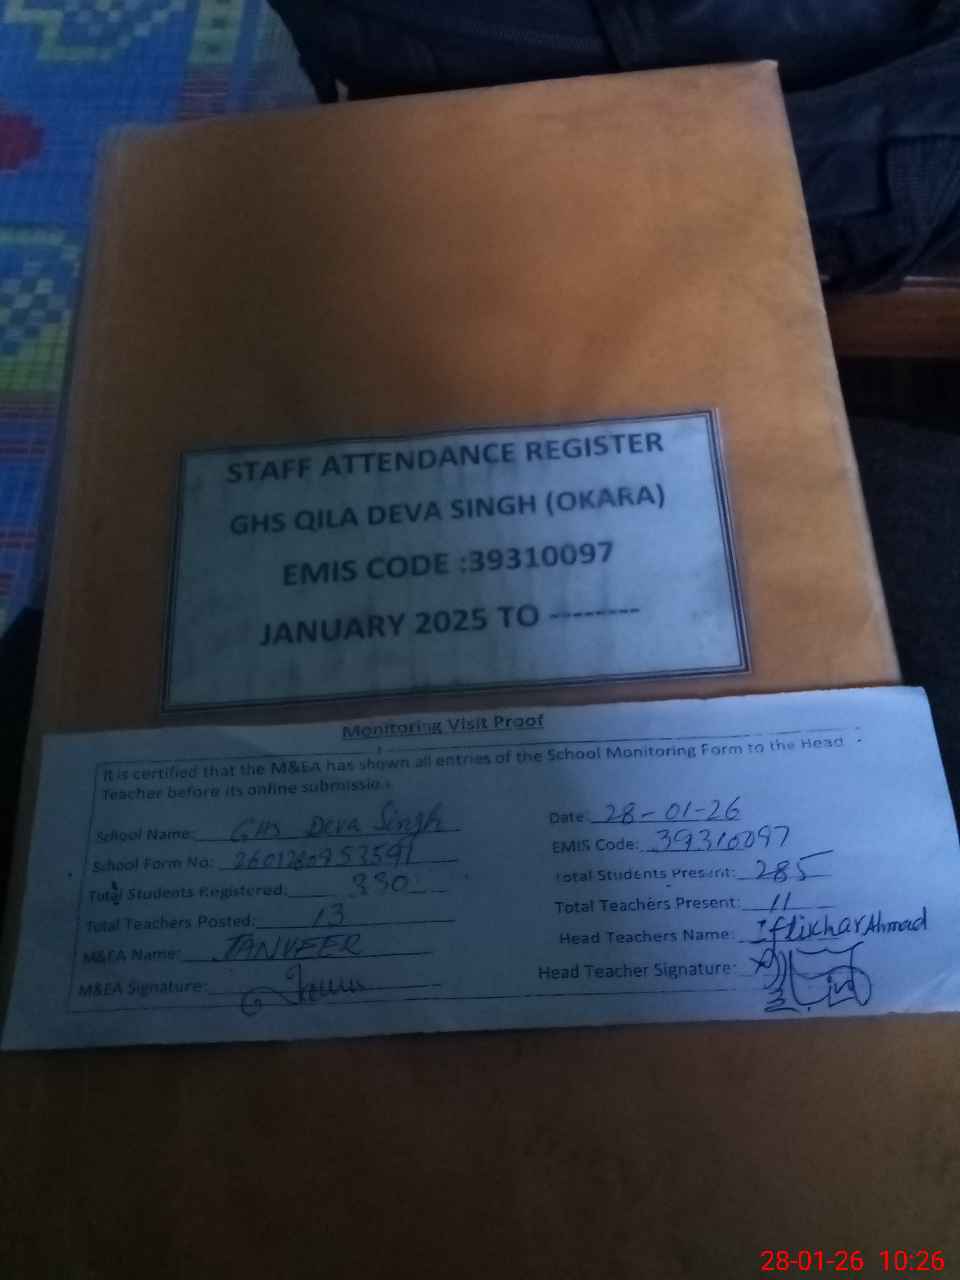 STAFF ATTENDANCE REGISTER
GHS QILA DEVA SINGH (OKARA)
EMIS CODE :39310097
JANUARY 2025 TO --------
Monitoring Visit Proof
It is certified that the M&EA has shown all entries of the School Monitoring Form to the Head
Teacher before its online submission
School Name: GHS Deva Singh
Date: 28-01-26
School Form No: 2601280953591
EMIS Code: 39310097
Total Students Registered: 330
Total Students Present: 285
Total Teachers Posted: 13
Total Teachers Present: 11
M&EA Name: TANVEER
Head Teachers Name: Iftikhar Ahmad
M&EA Signature:
Head Teacher Signature:
28-01-26 10:26